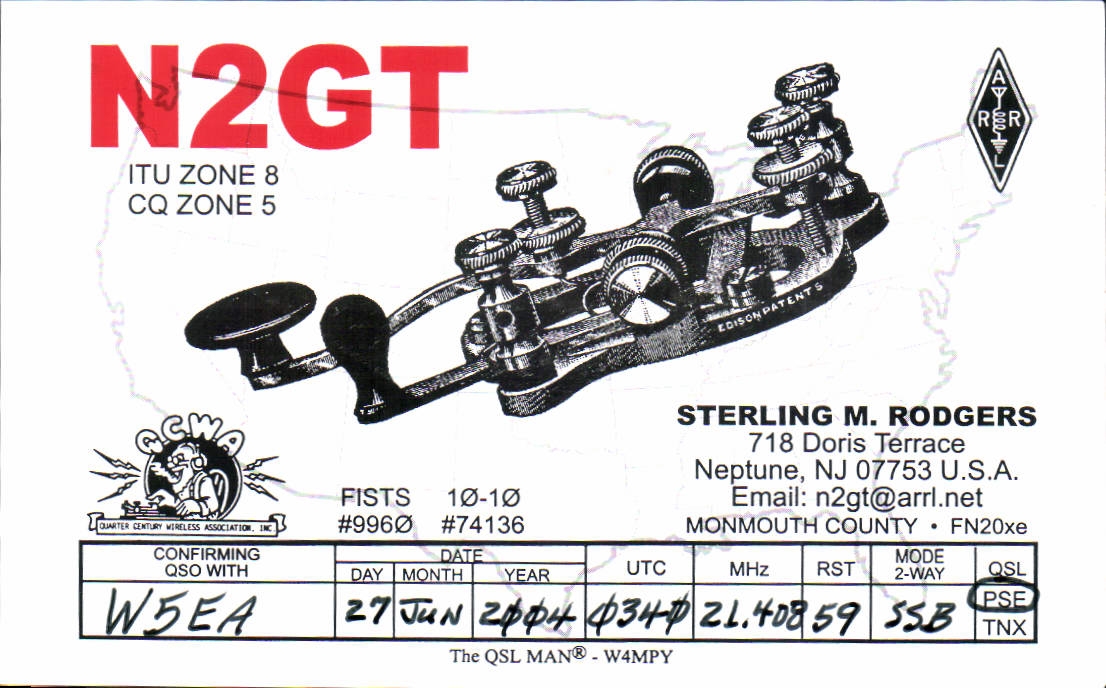 N2GT
ITU ZONE 8
CQ ZONE 5
A
R R
L
EDISON PATENTS
STERLING M. RODGERS
718 Doris Terrace
Neptune, NJ 07753 U.S.A.
Email: n2gt@arrl.net
MONMOUTH COUNTY • FN20xe
QCWA
QUARTER CENTURY WIRELESS ASSOCIATION, INC
FISTS 1Ø-1Ø
#996Ø #74136
CONFIRMING QSO WITH
DATE
DAY MONTH YEAR
UTC
MHz
RST
MODE 2-WAY
QSL
W5EA 27 Jun 2ØØ4 Ø34Ø 21.408 59 SSB
PSE
TNX
The QSL MAN® - W4MPY